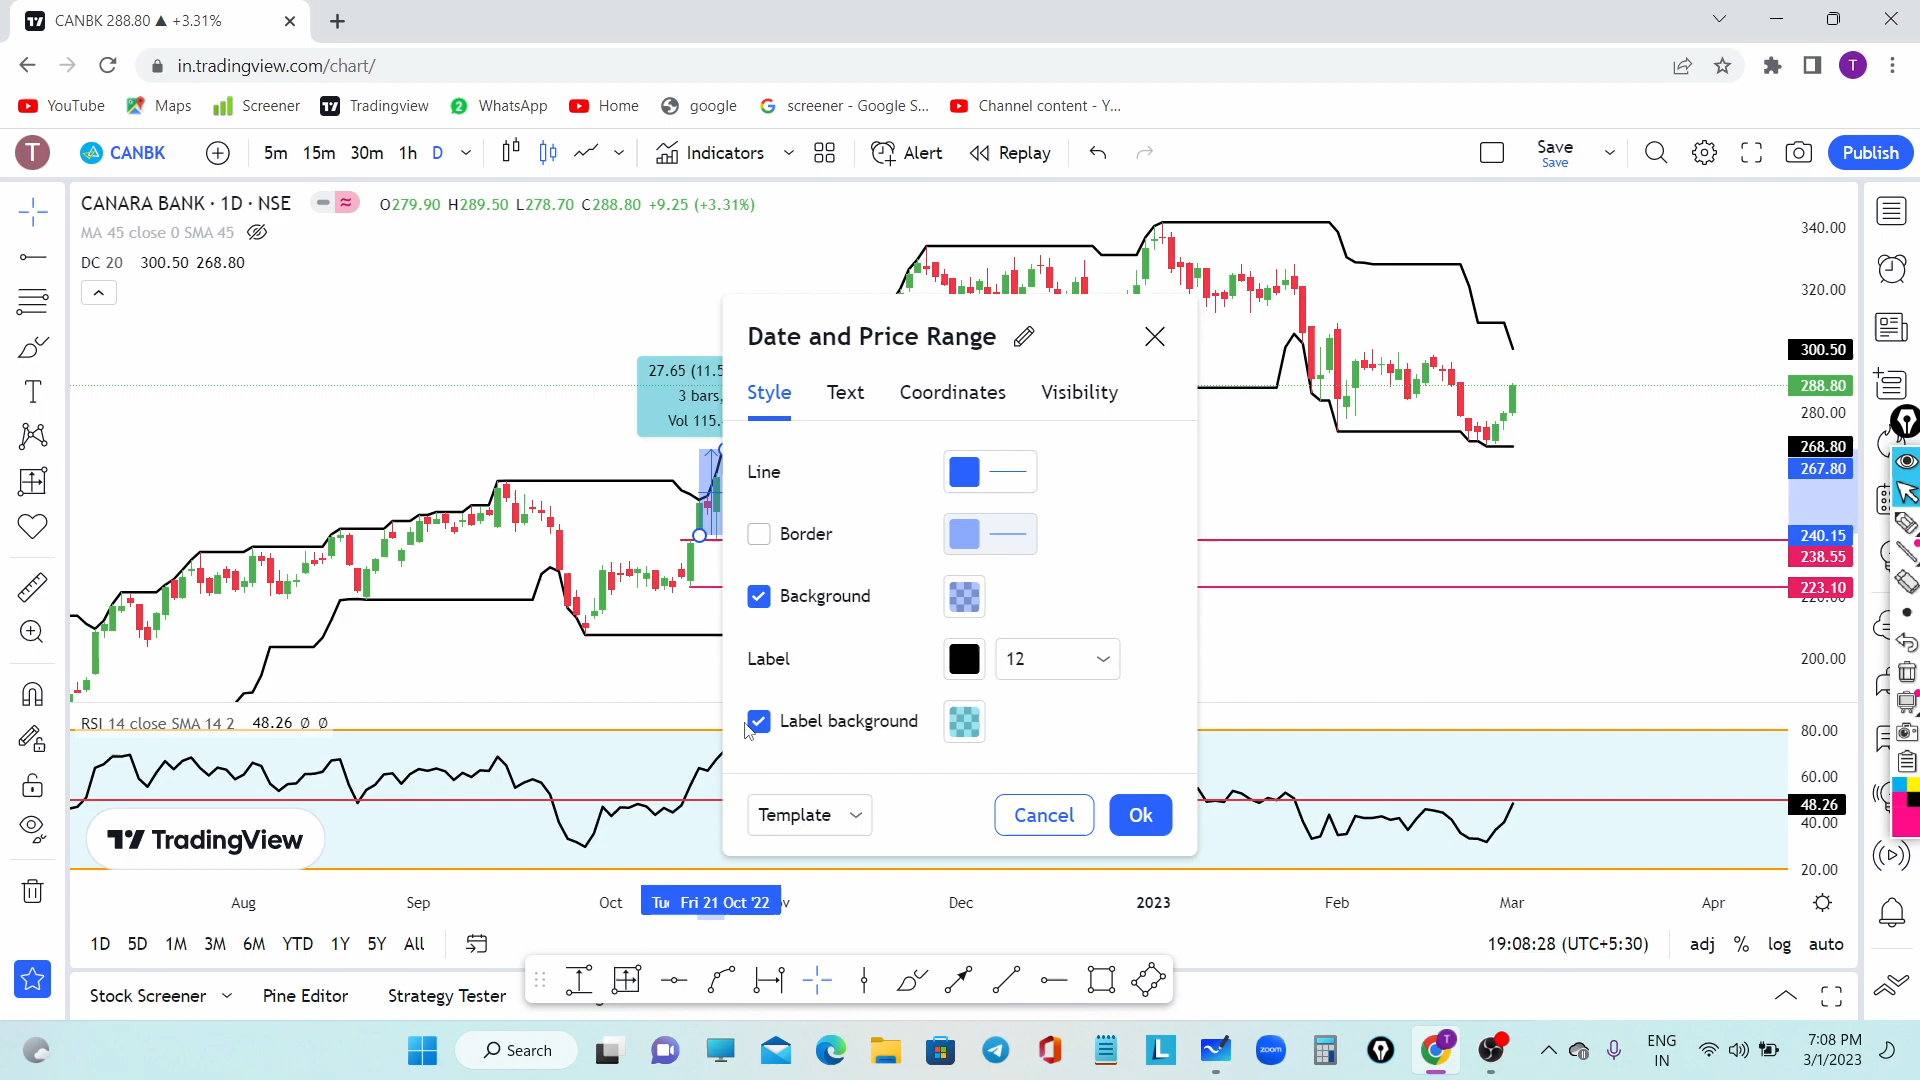 CANBK 288.80 ▲ +3.31%
in.tradingview.com/chart/
T
YouTube
Maps
Screener
Tradingview
2
WhatsApp
Home
google
screener - Google S...
Channel content - Y...
T
CANBK
5m
15m
30m
1h
D
Indicators
Alert
Replay
Save
Save
Publish
CANARA BANK · 1D · NSE
O279.90 H289.50 L278.70 C288.80 +9.25 (+3.31%)
MA 45 close 0 SMA 45
DC 20 300.50 268.80
340.00
320.00
300.50
288.80
280.00
268.80
267.80
240.15
238.55
223.10
200.00
27.65 (11.5
3 bars,
Vol 115.
Date and Price Range
Style
Text
Coordinates
Visibility
Line
Border
Background
Label
12
Label background
Template
Cancel
Ok
RSI 14 close SMA 14 2 48.26 Ø Ø
80.00
60.00
48.26
40.00
20.00
TradingView
Aug
Sep
Oct
Fri 21 Oct '22
Dec
2023
Feb
Mar
Apr
1D
5D
1M
3M
6M
YTD
1Y
5Y
All
19:08:28 (UTC+5:30)
adj
%
log
auto
Stock Screener
Pine Editor
Strategy Tester
Search
zoom
T
ENG
IN
7:08 PM
3/1/2023